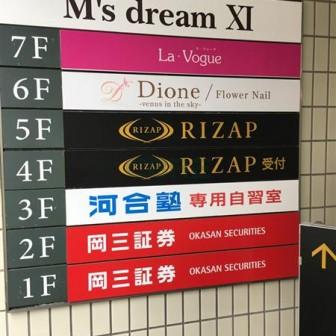 M's dream XI
7F La・Vogue
6F Dione / Flower Nail
-venus in the sky-
5F RIZAP RIZAP
4F RIZAP RIZAP 受付
3F 河合塾 専用自習室
2F 岡三証券 OKASAN SECURITIES
1F 岡三証券 OKASAN SECURITIES